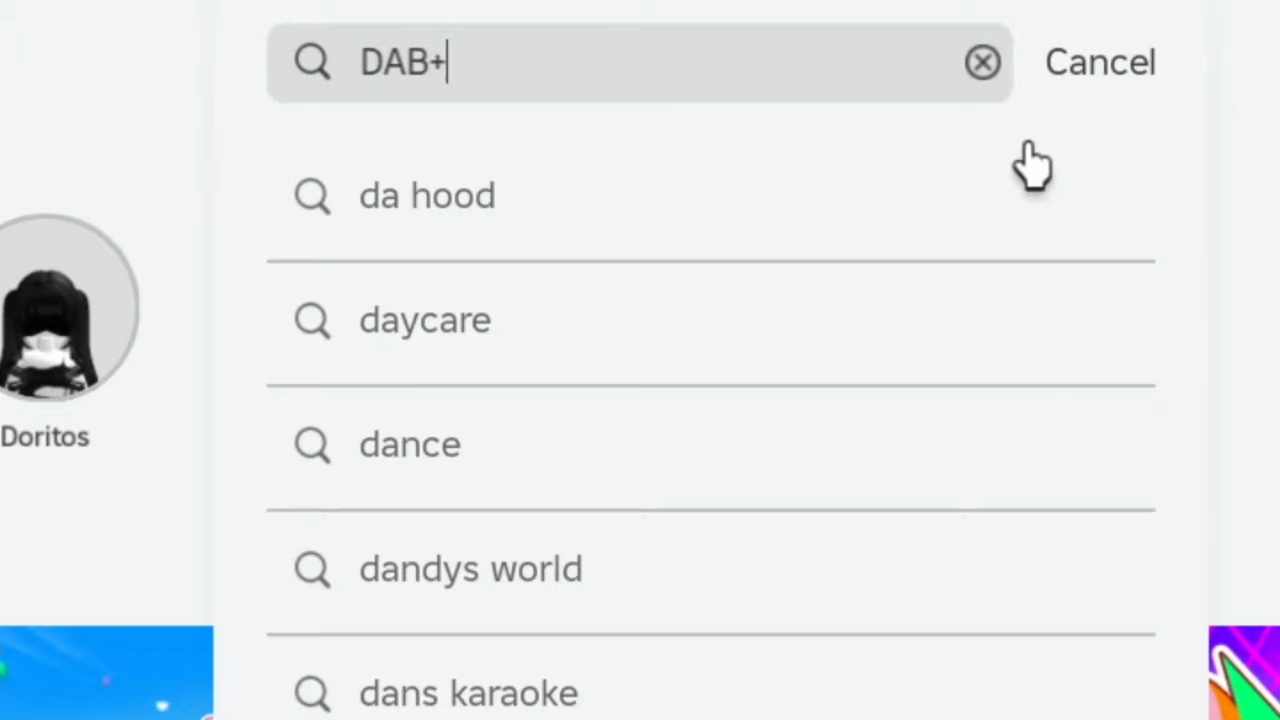 DAB+
Cancel
da hood
daycare
dance
Doritos
dandys world
dans karaoke